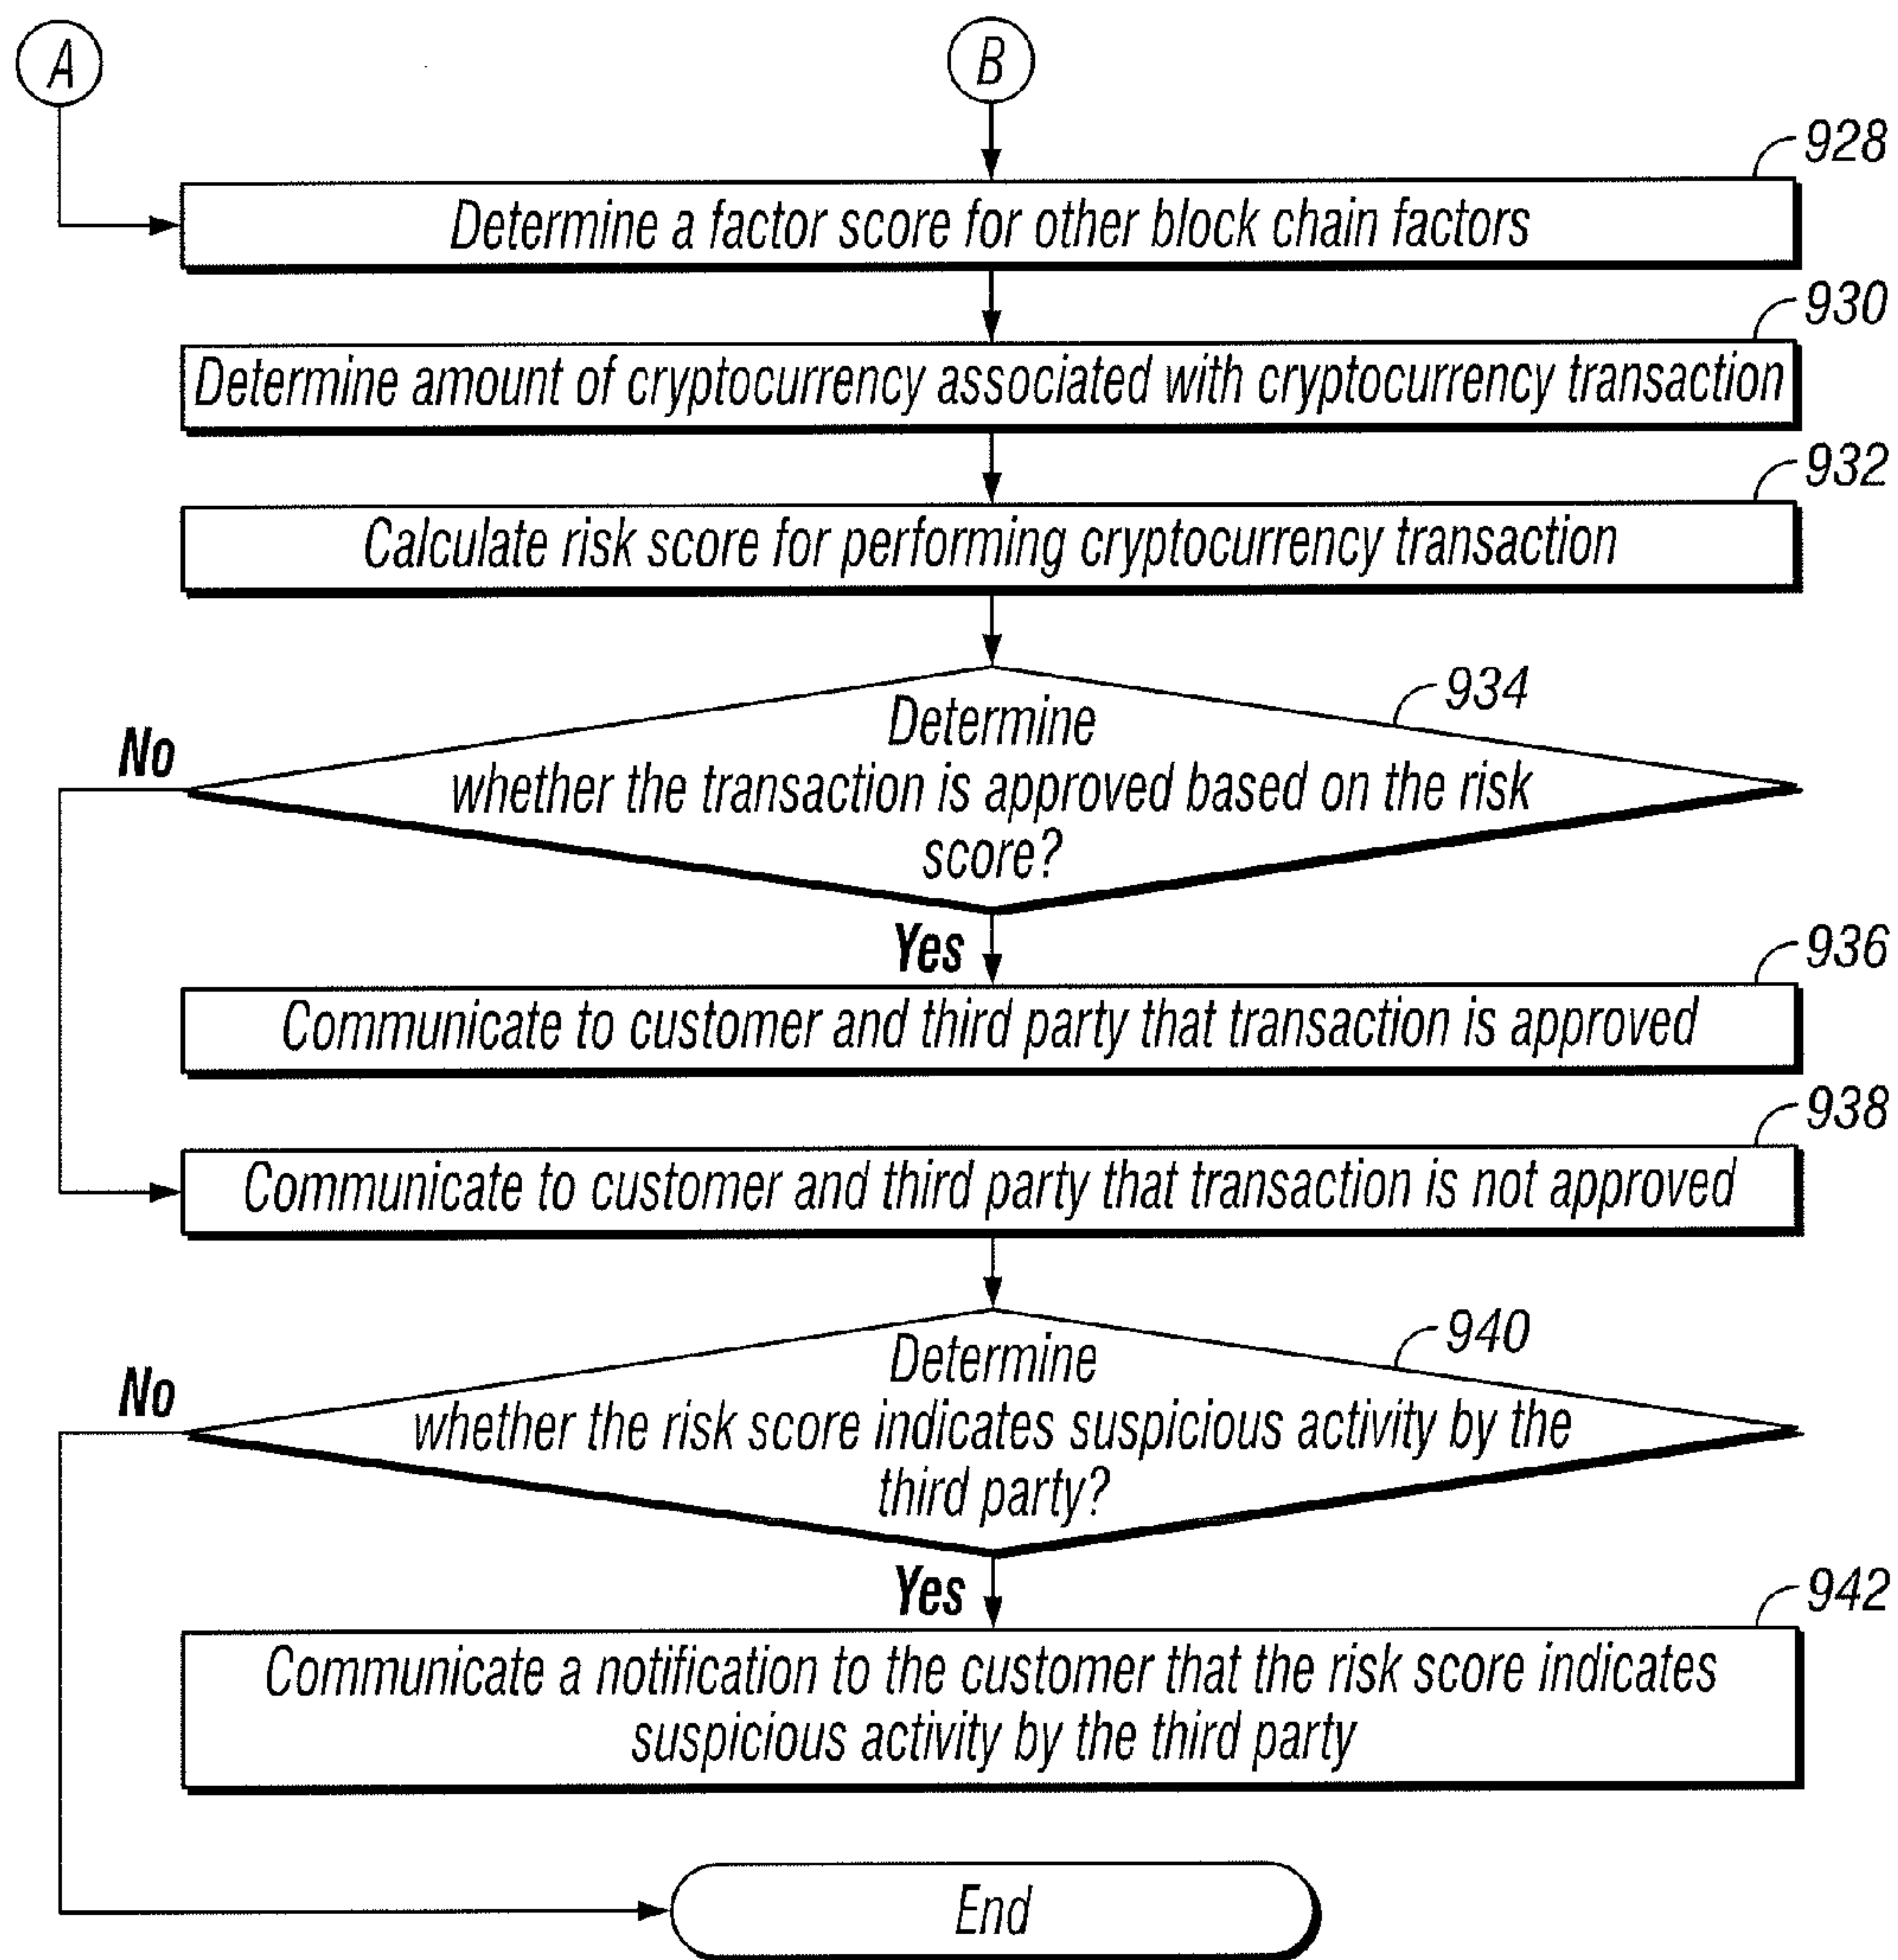 A
B
928
Determine a factor score for other block chain factors
930
Determine amount of cryptocurrency associated with cryptocurrency transaction
932
Calculate risk score for performing cryptocurrency transaction
934
Determine
whether the transaction is approved based on the risk
score?
No
Yes
936
Communicate to customer and third party that transaction is approved
938
Communicate to customer and third party that transaction is not approved
940
Determine
whether the risk score indicates suspicious activity by the
third party?
No
Yes
942
Communicate a notification to the customer that the risk score indicates
suspicious activity by the third party
End